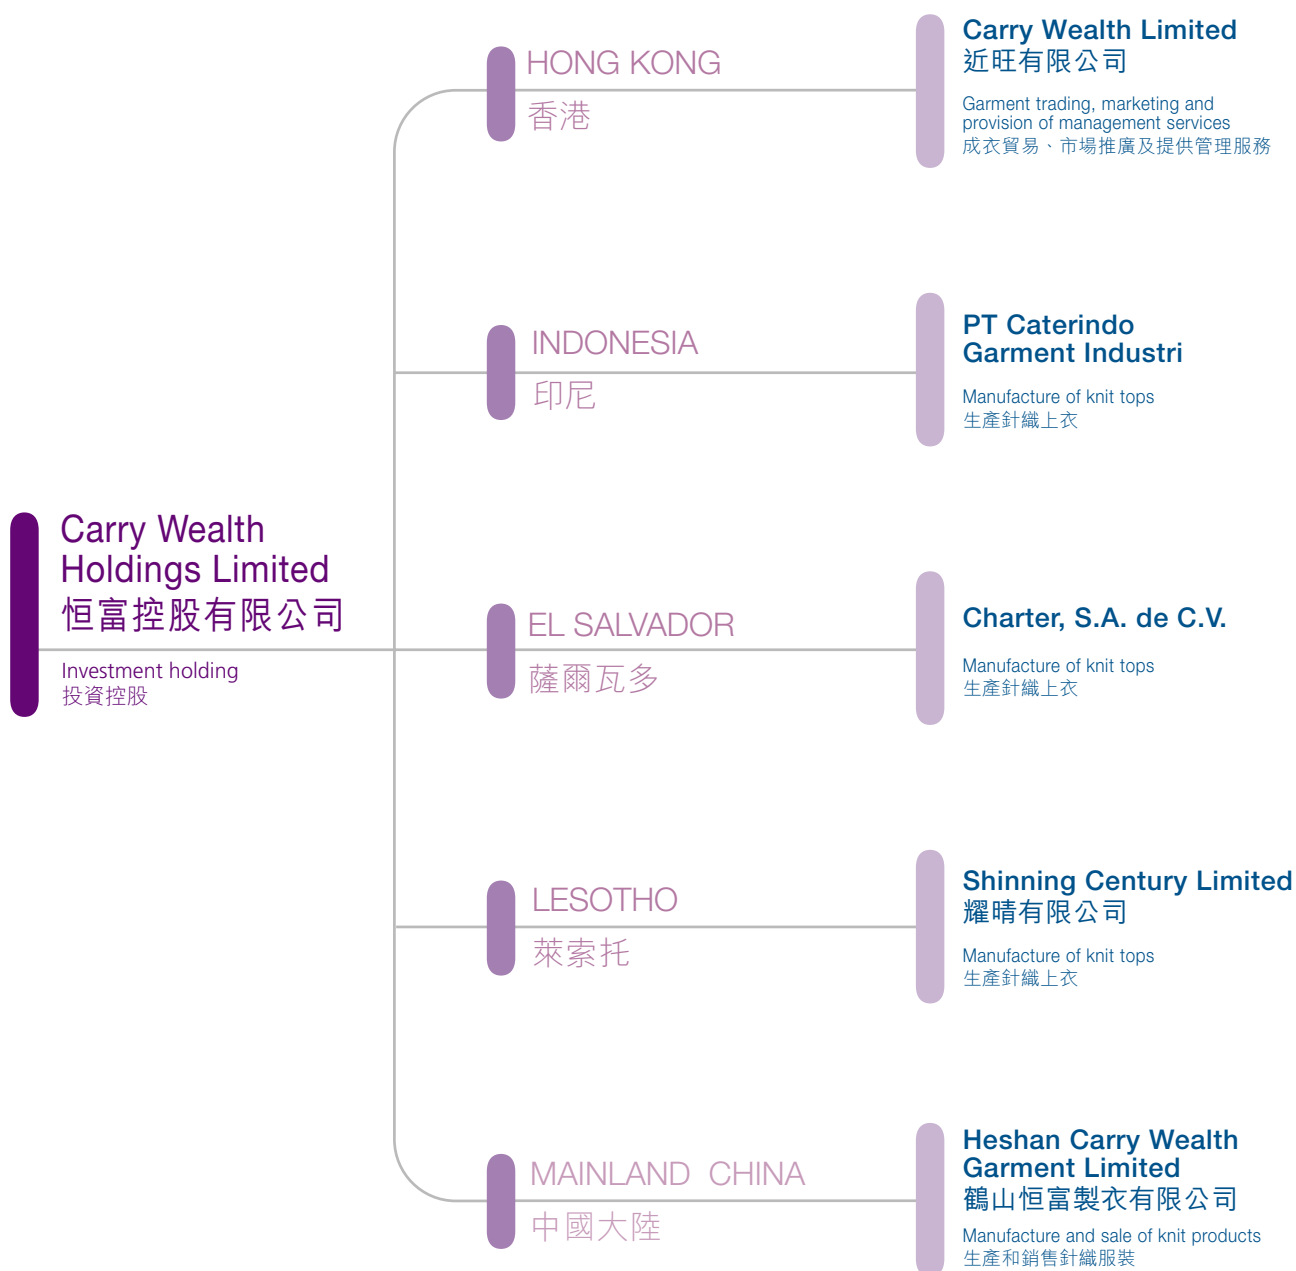 Carry Wealth
Holdings Limited
恒富控股有限公司
Investment holding
投資控股
HONG KONG
香港
Carry Wealth Limited
近旺有限公司
Garment trading, marketing and
provision of management services
成衣貿易、市場推廣及提供管理服務
INDONESIA
印尼
PT Caterindo
Garment Industri
Manufacture of knit tops
生產針織上衣
EL SALVADOR
薩爾瓦多
Charter, S.A. de C.V.
Manufacture of knit tops
生產針織上衣
LESOTHO
萊索托
Shinning Century Limited
耀晴有限公司
Manufacture of knit tops
生產針織上衣
MAINLAND CHINA
中國大陸
Heshan Carry Wealth
Garment Limited
鶴山恒富製衣有限公司
Manufacture and sale of knit products
生產和銷售針織服裝